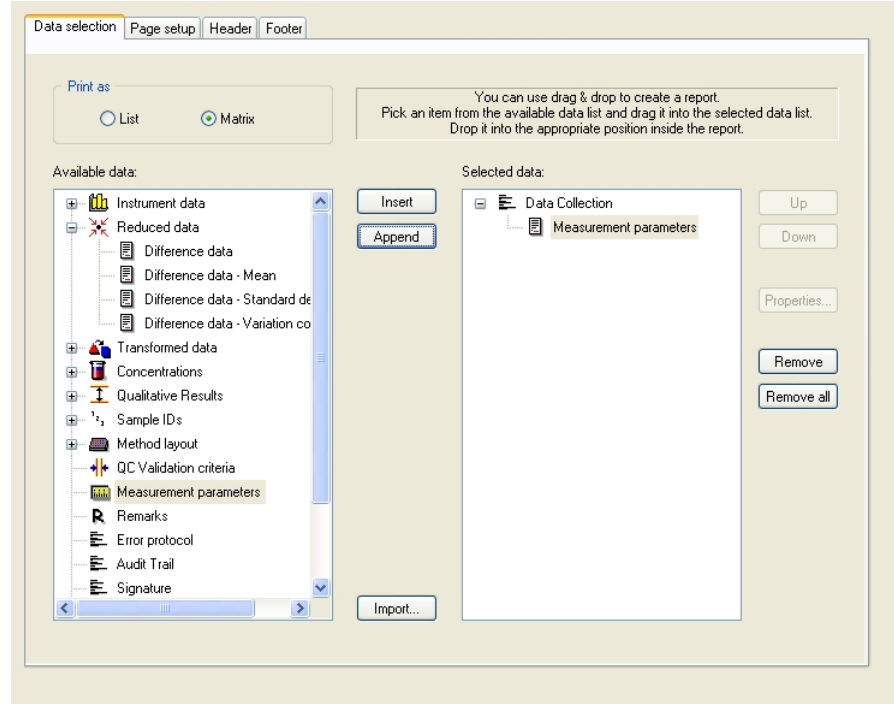 Data selection Page setup Header Footer
Print as
List Matrix
You can use drag & drop to create a report.
Pick an item from the available data list and drag it into the selected data list.
Drop it into the appropriate position inside the report.
Available data:
Instrument data
Reduced data
Difference data
Difference data - Mean
Difference data - Standard de
Difference data - Variation co
Transformed data
Concentrations
Qualitative Results
Sample IDs
Method layout
QC Validation criteria
Measurement parameters
Remarks
Error protocol
Audit Trail
Signature
Insert
Append
Import...
Selected data:
Data Collection
Measurement parameters
Up
Down
Properties...
Remove
Remove all